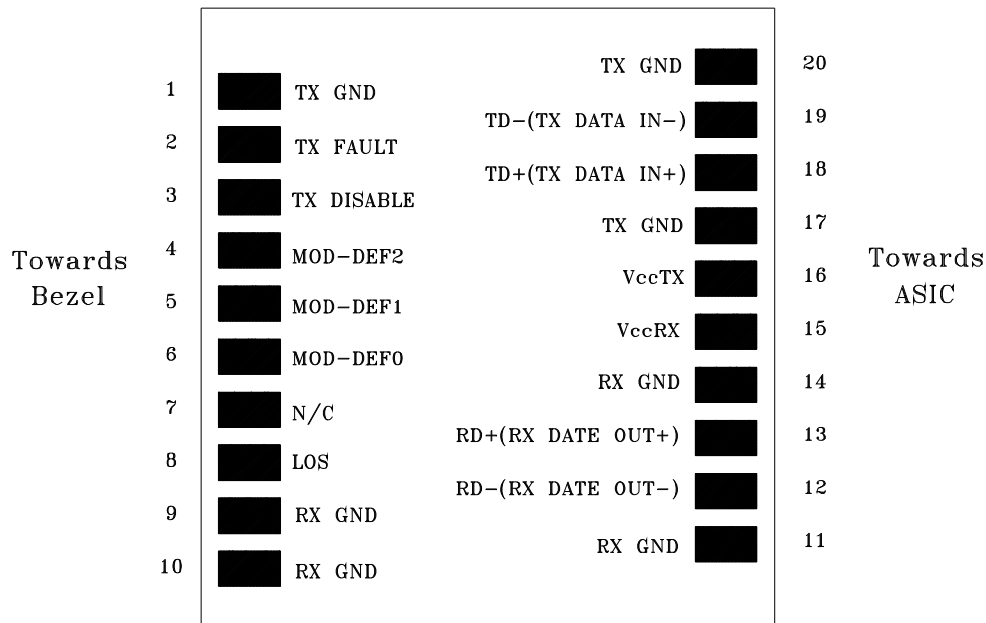 Towards
Bezel
1 TX GND
2 TX FAULT
3 TX DISABLE
4 MOD-DEF2
5 MOD-DEF1
6 MOD-DEF0
7 N/C
8 LOS
9 RX GND
10 RX GND
TX GND 20
TD-(TX DATA IN-) 19
TD+(TX DATA IN+) 18
TX GND 17
VccTX 16
VccRX 15
RX GND 14
RD+(RX DATE OUT+) 13
RD-(RX DATE OUT-) 12
RX GND 11
Towards
ASIC